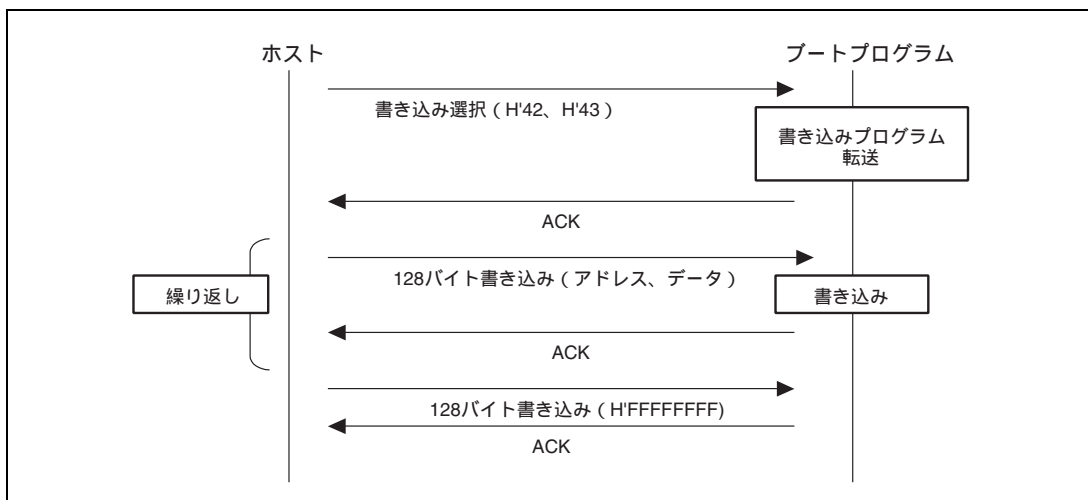 ホスト
ブートプログラム
書き込み選択（H'42、H'43）
書き込みプログラム
転送
ACK
128バイト書き込み（アドレス、データ）
繰り返し
書き込み
ACK
128バイト書き込み（H'FFFFFFFF)
ACK